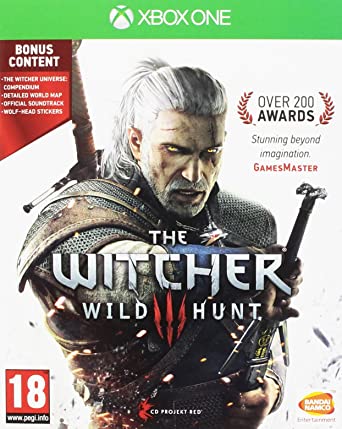 XBOX ONE
BONUS
CONTENT
• THE WITCHER UNIVERSE:
COMPENDIUM
• DETAILED WORLD MAP
• OFFICIAL SOUNDTRACK
• WOLF-HEAD STICKERS
OVER 200
AWARDS
Stunning beyond
imagination.
GAMESMASTER
THE
WITCHER
WILD III HUNT
18
www.pegi.info
CD PROJEKT RED
BANDAI
NAMCO
Entertainment